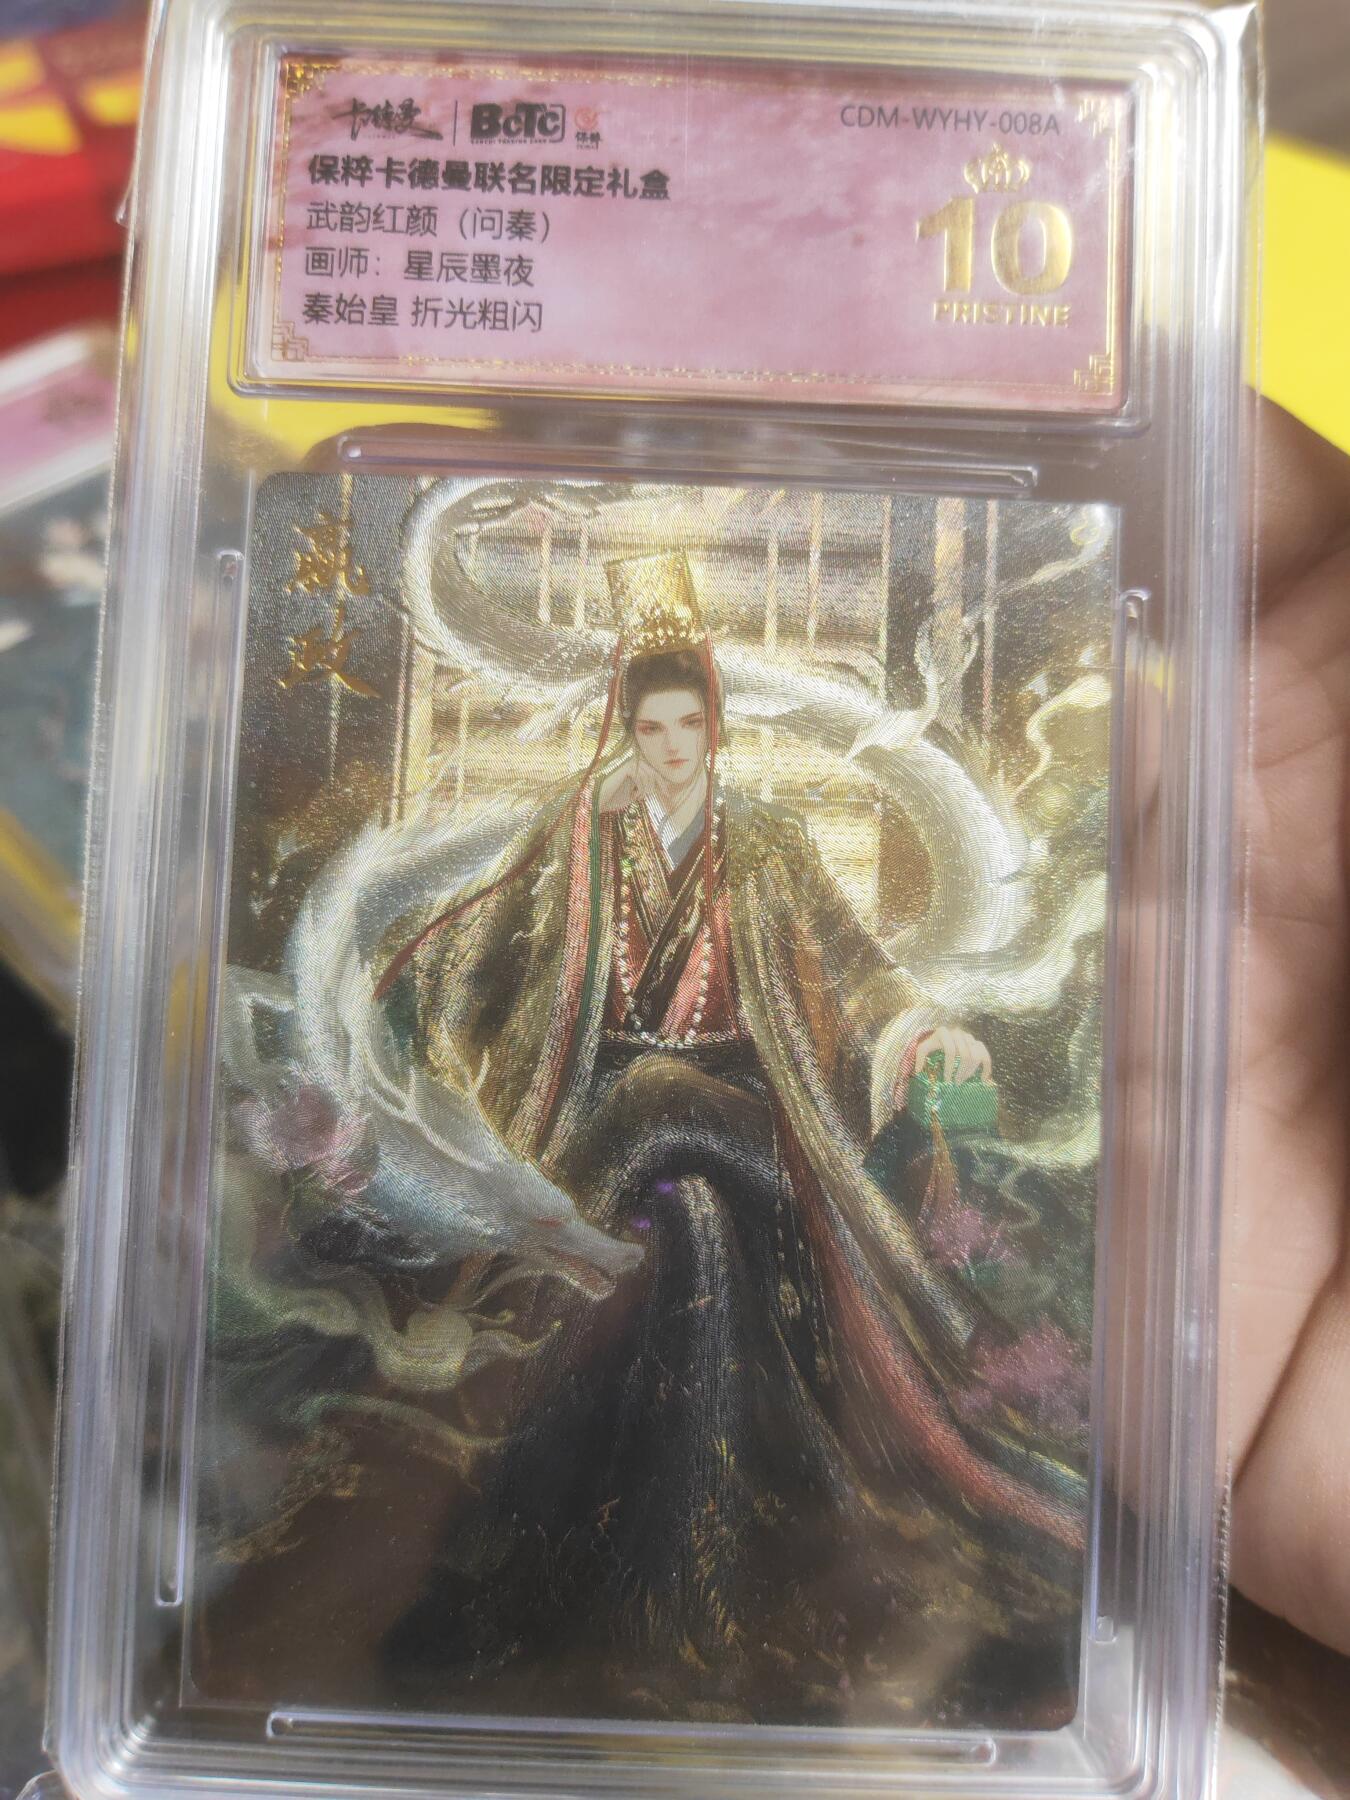 卡德曼 BCTC 保粹
CDM-WYHY-008A
保粹卡德曼联名限定礼盒
武韵红颜（问秦）
画师：星辰墨夜
秦始皇 折光粗闪
10
PRISTINE
嬴政